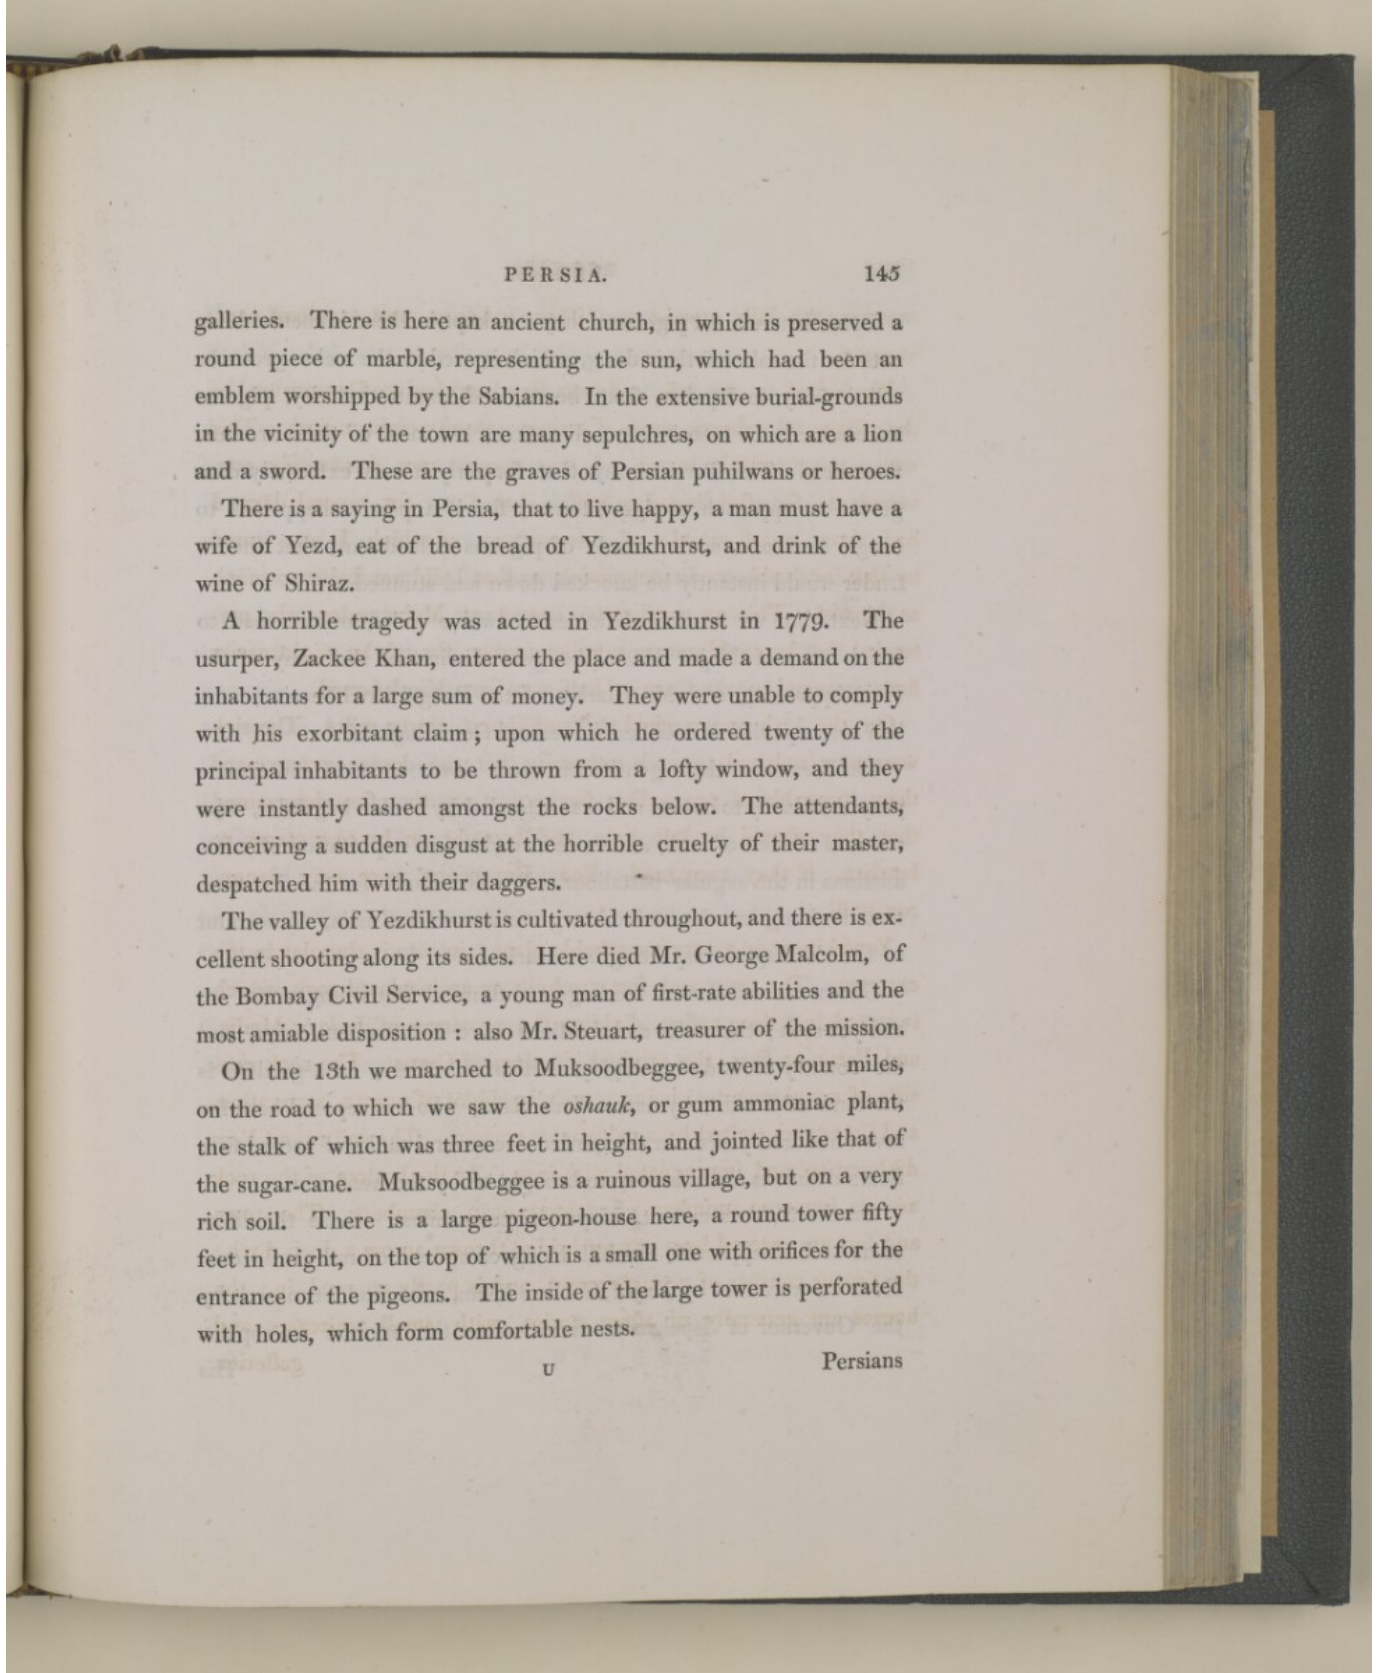 PERSIA. 145
galleries. There is here an ancient church, in which is preserved a
round piece of marble, representing the sun, which had been an
emblem worshipped by the Sabians. In the extensive burial-grounds
in the vicinity of the town are many sepulchres, on which are a lion
and a sword. These are the graves of Persian puhilwans or heroes.
There is a saying in Persia, that to live happy, a man must have a
wife of Yezd, eat of the bread of Yezdikhurst, and drink of the
wine of Shiraz.
A horrible tragedy was acted in Yezdikhurst in 1779. The
usurper, Zackee Khan, entered the place and made a demand on the
inhabitants for a large sum of money. They were unable to comply
with his exorbitant claim; upon which he ordered twenty of the
principal inhabitants to be thrown from a lofty window, and they
were instantly dashed amongst the rocks below. The attendants,
conceiving a sudden disgust at the horrible cruelty of their master,
despatched him with their daggers.
The valley of Yezdikhurst is cultivated throughout, and there is ex-
cellent shooting along its sides. Here died Mr. George Malcolm, of
the Bombay Civil Service, a young man of first-rate abilities and the
most amiable disposition : also Mr. Steuart, treasurer of the mission.
On the 13th we marched to Muksoodbeggee, twenty-four miles,
on the road to which we saw the oshauk, or gum ammoniac plant,
the stalk of which was three feet in height, and jointed like that of
the sugar-cane. Muksoodbeggee is a ruinous village, but on a very
rich soil. There is a large pigeon-house here, a round tower fifty
feet in height, on the top of which is a small one with orifices for the
entrance of the pigeons. The inside of the large tower is perforated
with holes, which form comfortable nests.
U Persians